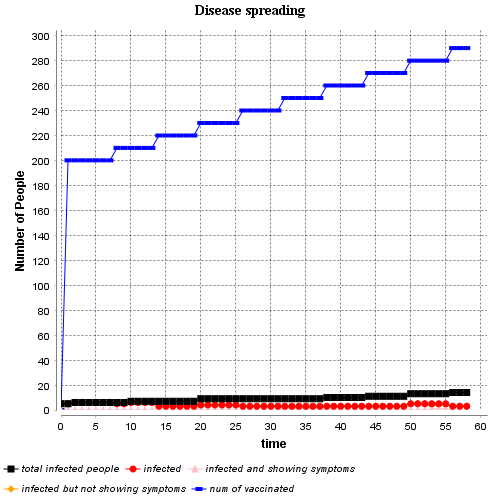 Disease spreading
300
280
260
240
220
200
180
160
140
120
100
80
60
40
20
0
Number of People
0 5 10 15 20 25 30 35 40 45 50 55 60
time
total infected people infected infected and showing symptoms
infected but not showing symptoms num of vaccinated